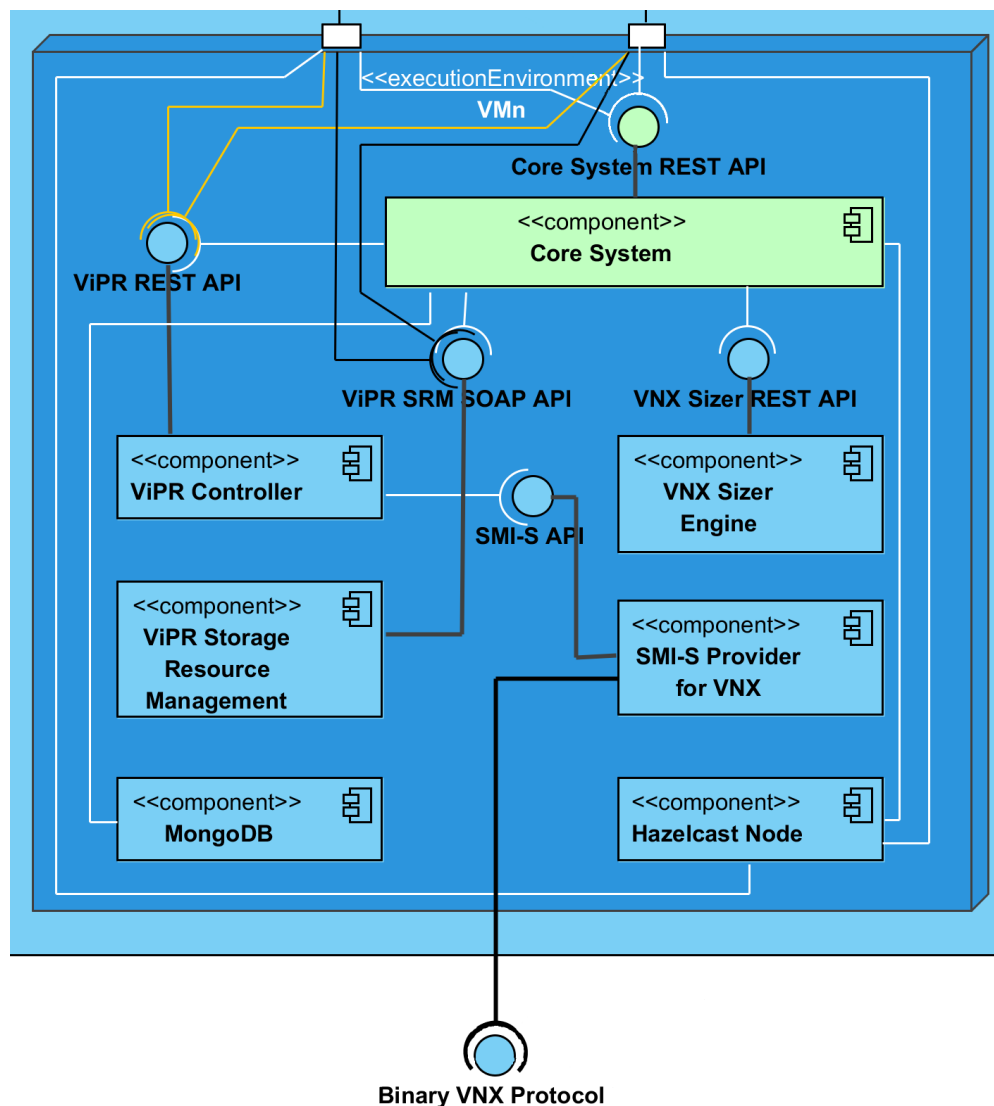 <<executionEnvironment>>
VMn
Core System REST API
<<component>>
Core System
ViPR REST API
ViPR SRM SOAP API
VNX Sizer REST API
<<component>>
ViPR Controller
<<component>>
VNX Sizer
Engine
SMI-S API
<<component>>
ViPR Storage
Resource
Management
<<component>>
SMI-S Provider
for VNX
<<component>>
MongoDB
<<component>>
Hazelcast Node
Binary VNX Protocol